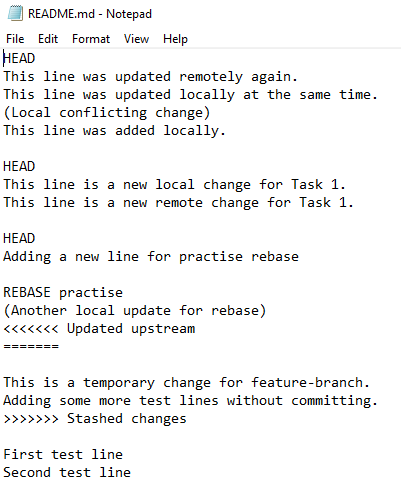 README.md - Notepad
File Edit Format View Help
HEAD
This line was updated remotely again.
This line was updated locally at the same time.
(Local conflicting change)
This line was added locally.

HEAD
This line is a new local change for Task 1.
This line is a new remote change for Task 1.

HEAD
Adding a new line for practise rebase

REBASE practise
(Another local update for rebase)
<<<<<<< Updated upstream
=======

This is a temporary change for feature-branch.
Adding some more test lines without committing.
>>>>>>> Stashed changes

First test line
Second test line